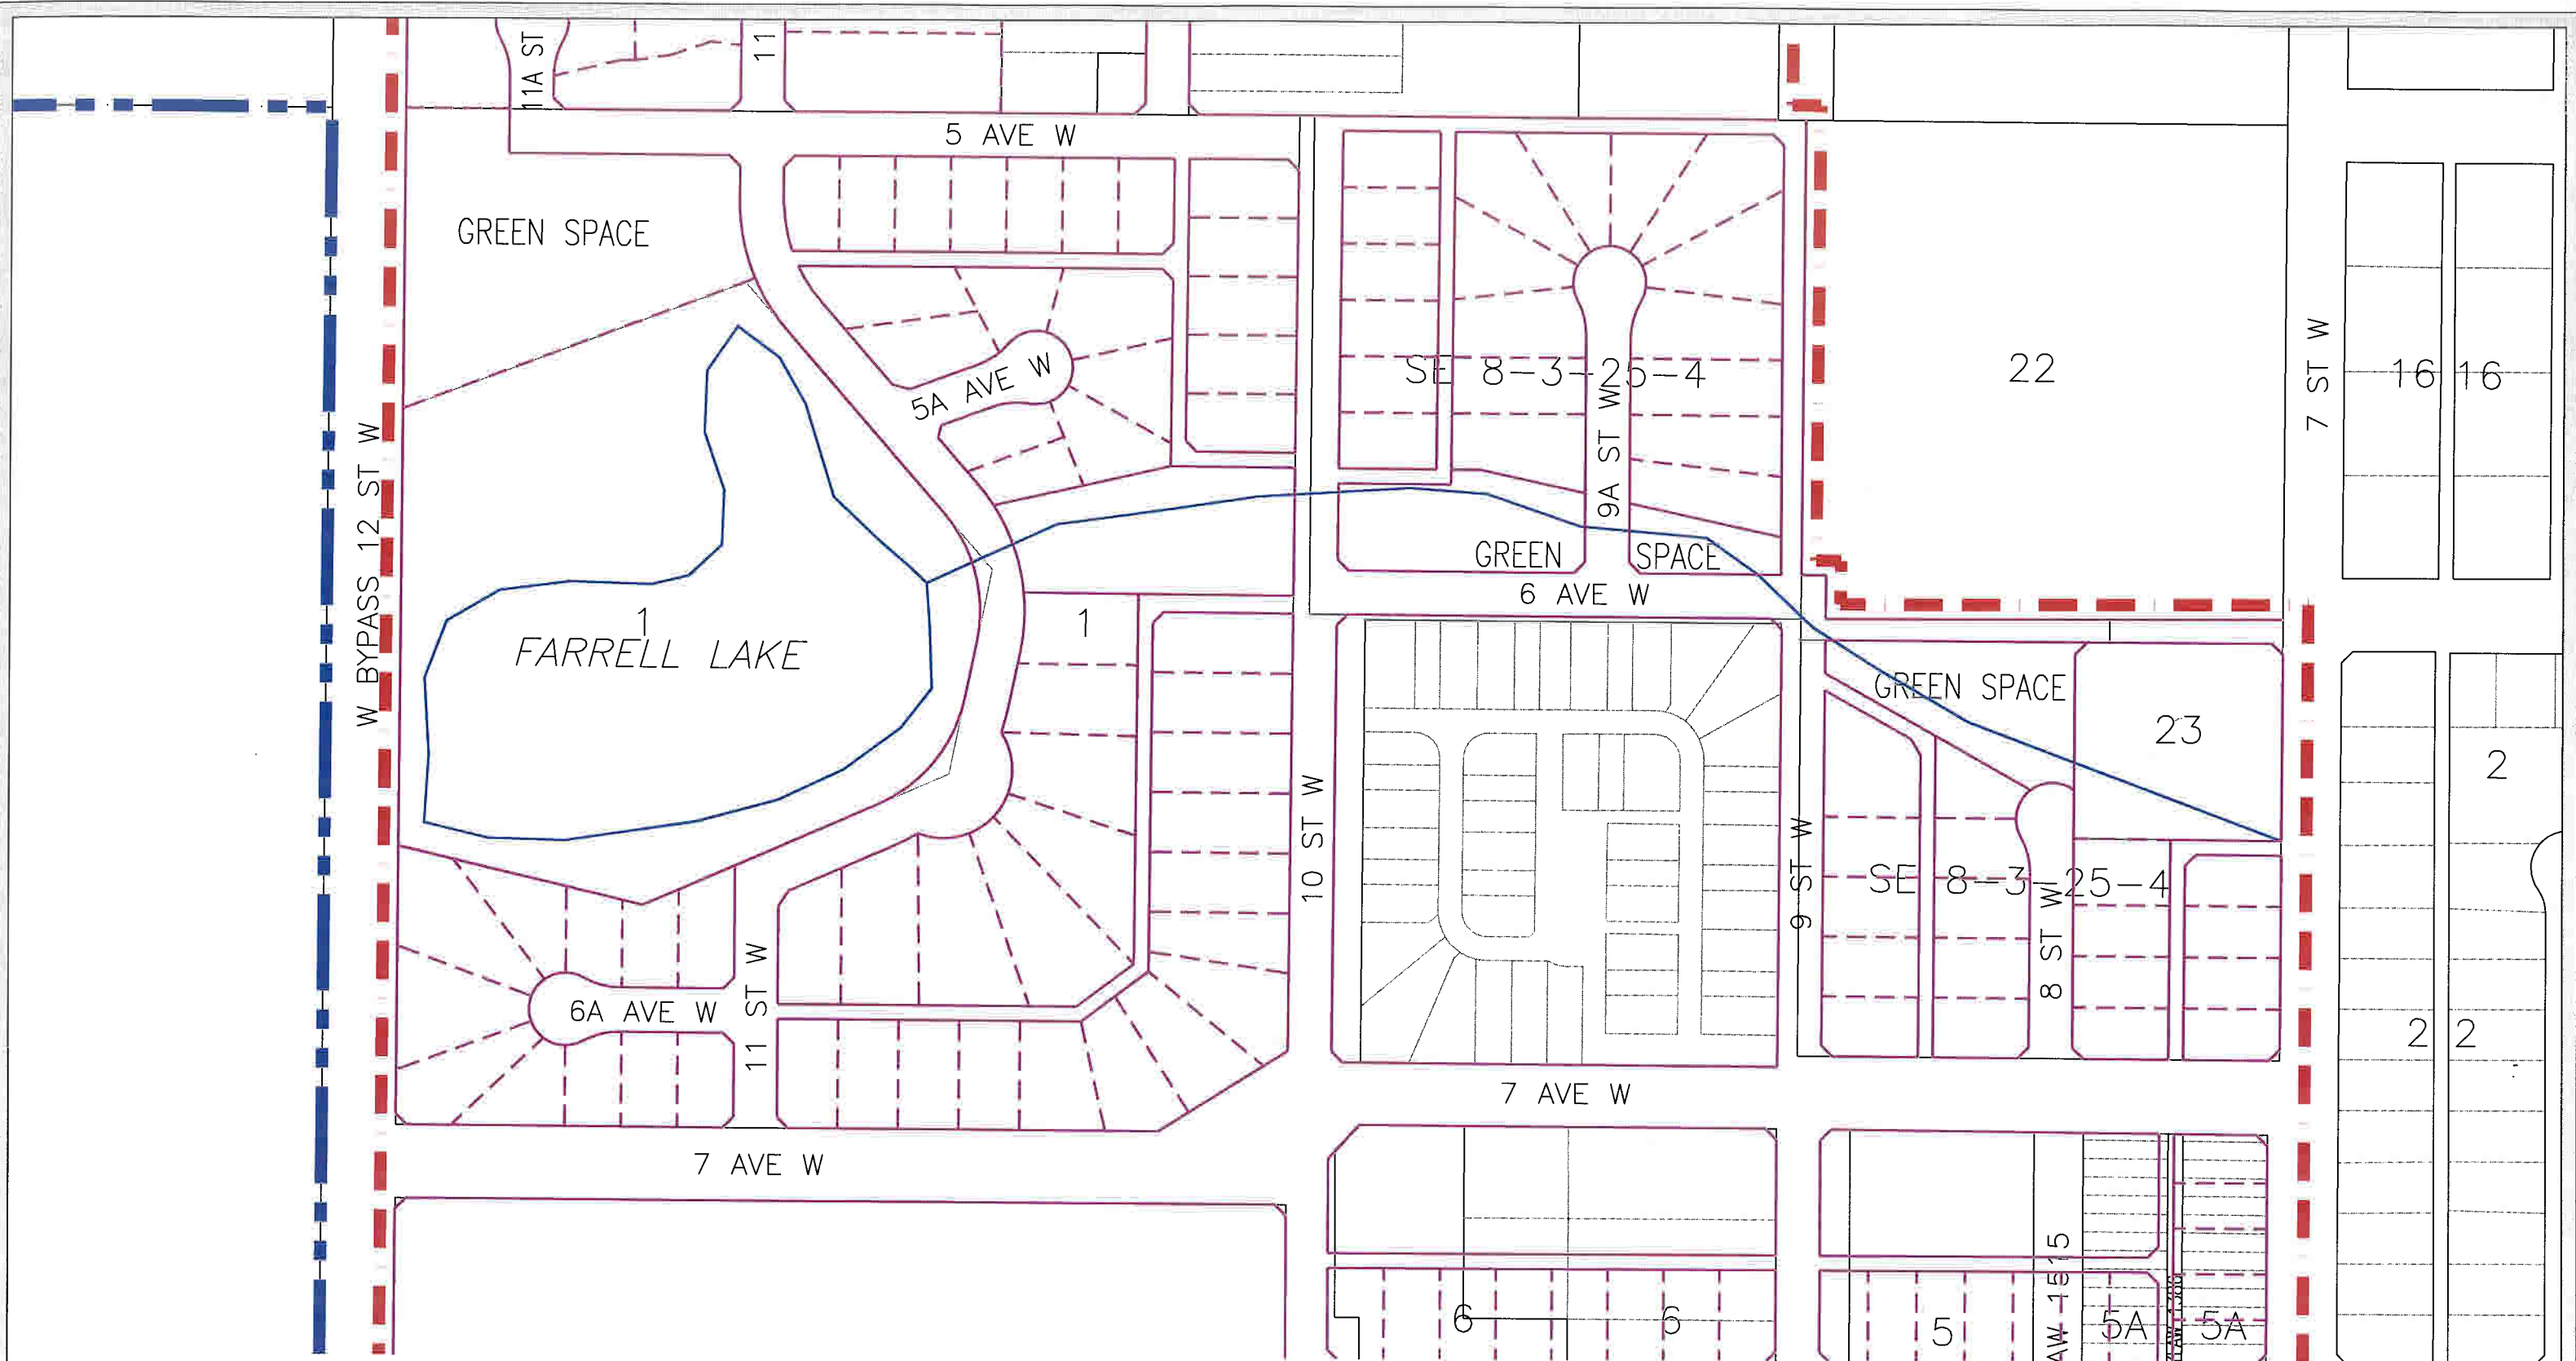 11A ST
11
5 AVE W
GREEN SPACE
5A AVE W
SE 8-3-25-4
9A ST W
22
7 ST W
16
16
W BYPASS 12 ST W
GREEN SPACE
6 AVE W
1
FARRELL LAKE
1
GREEN SPACE
23
2
10 ST W
9 ST W
SE 8-3-25-4
8 ST W
6A AVE W
11 ST W
2
2
7 AVE W
7 AVE W
6
6
5
AW 1515
5A
5A